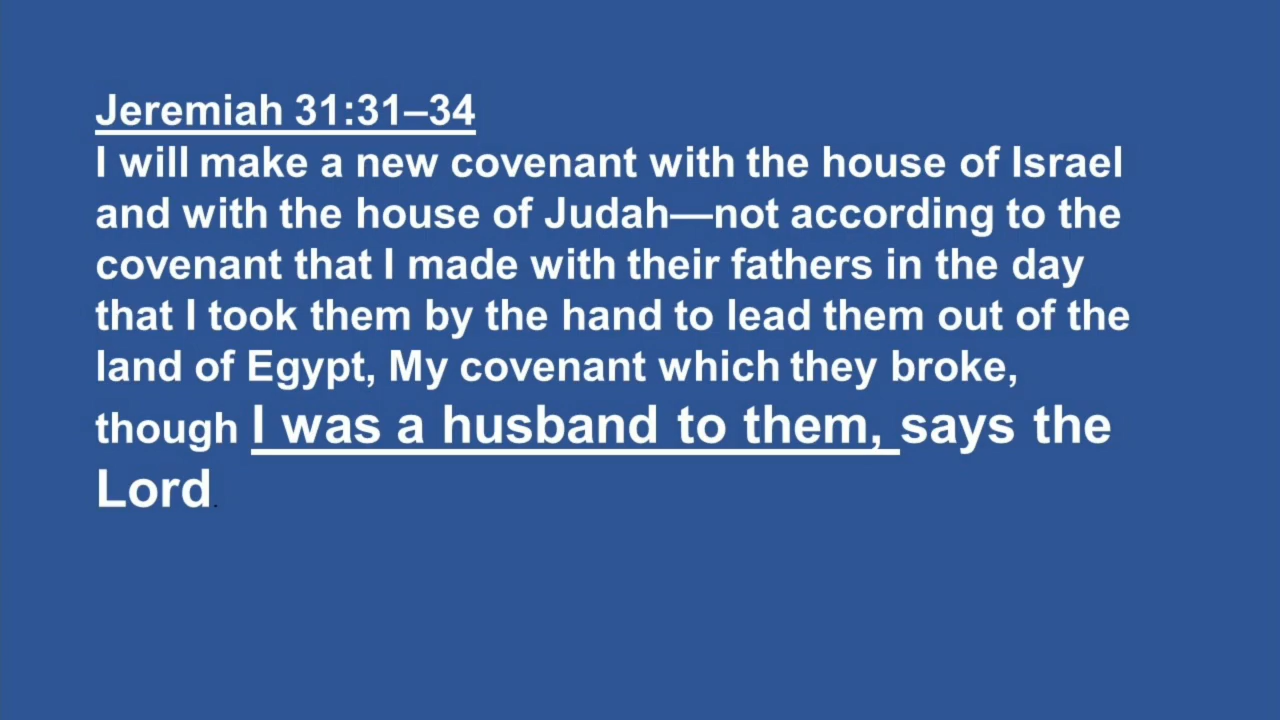 Jeremiah 31:31–34
I will make a new covenant with the house of Israel
and with the house of Judah—not according to the
covenant that I made with their fathers in the day
that I took them by the hand to lead them out of the
land of Egypt, My covenant which they broke,
though I was a husband to them, says the
Lord.